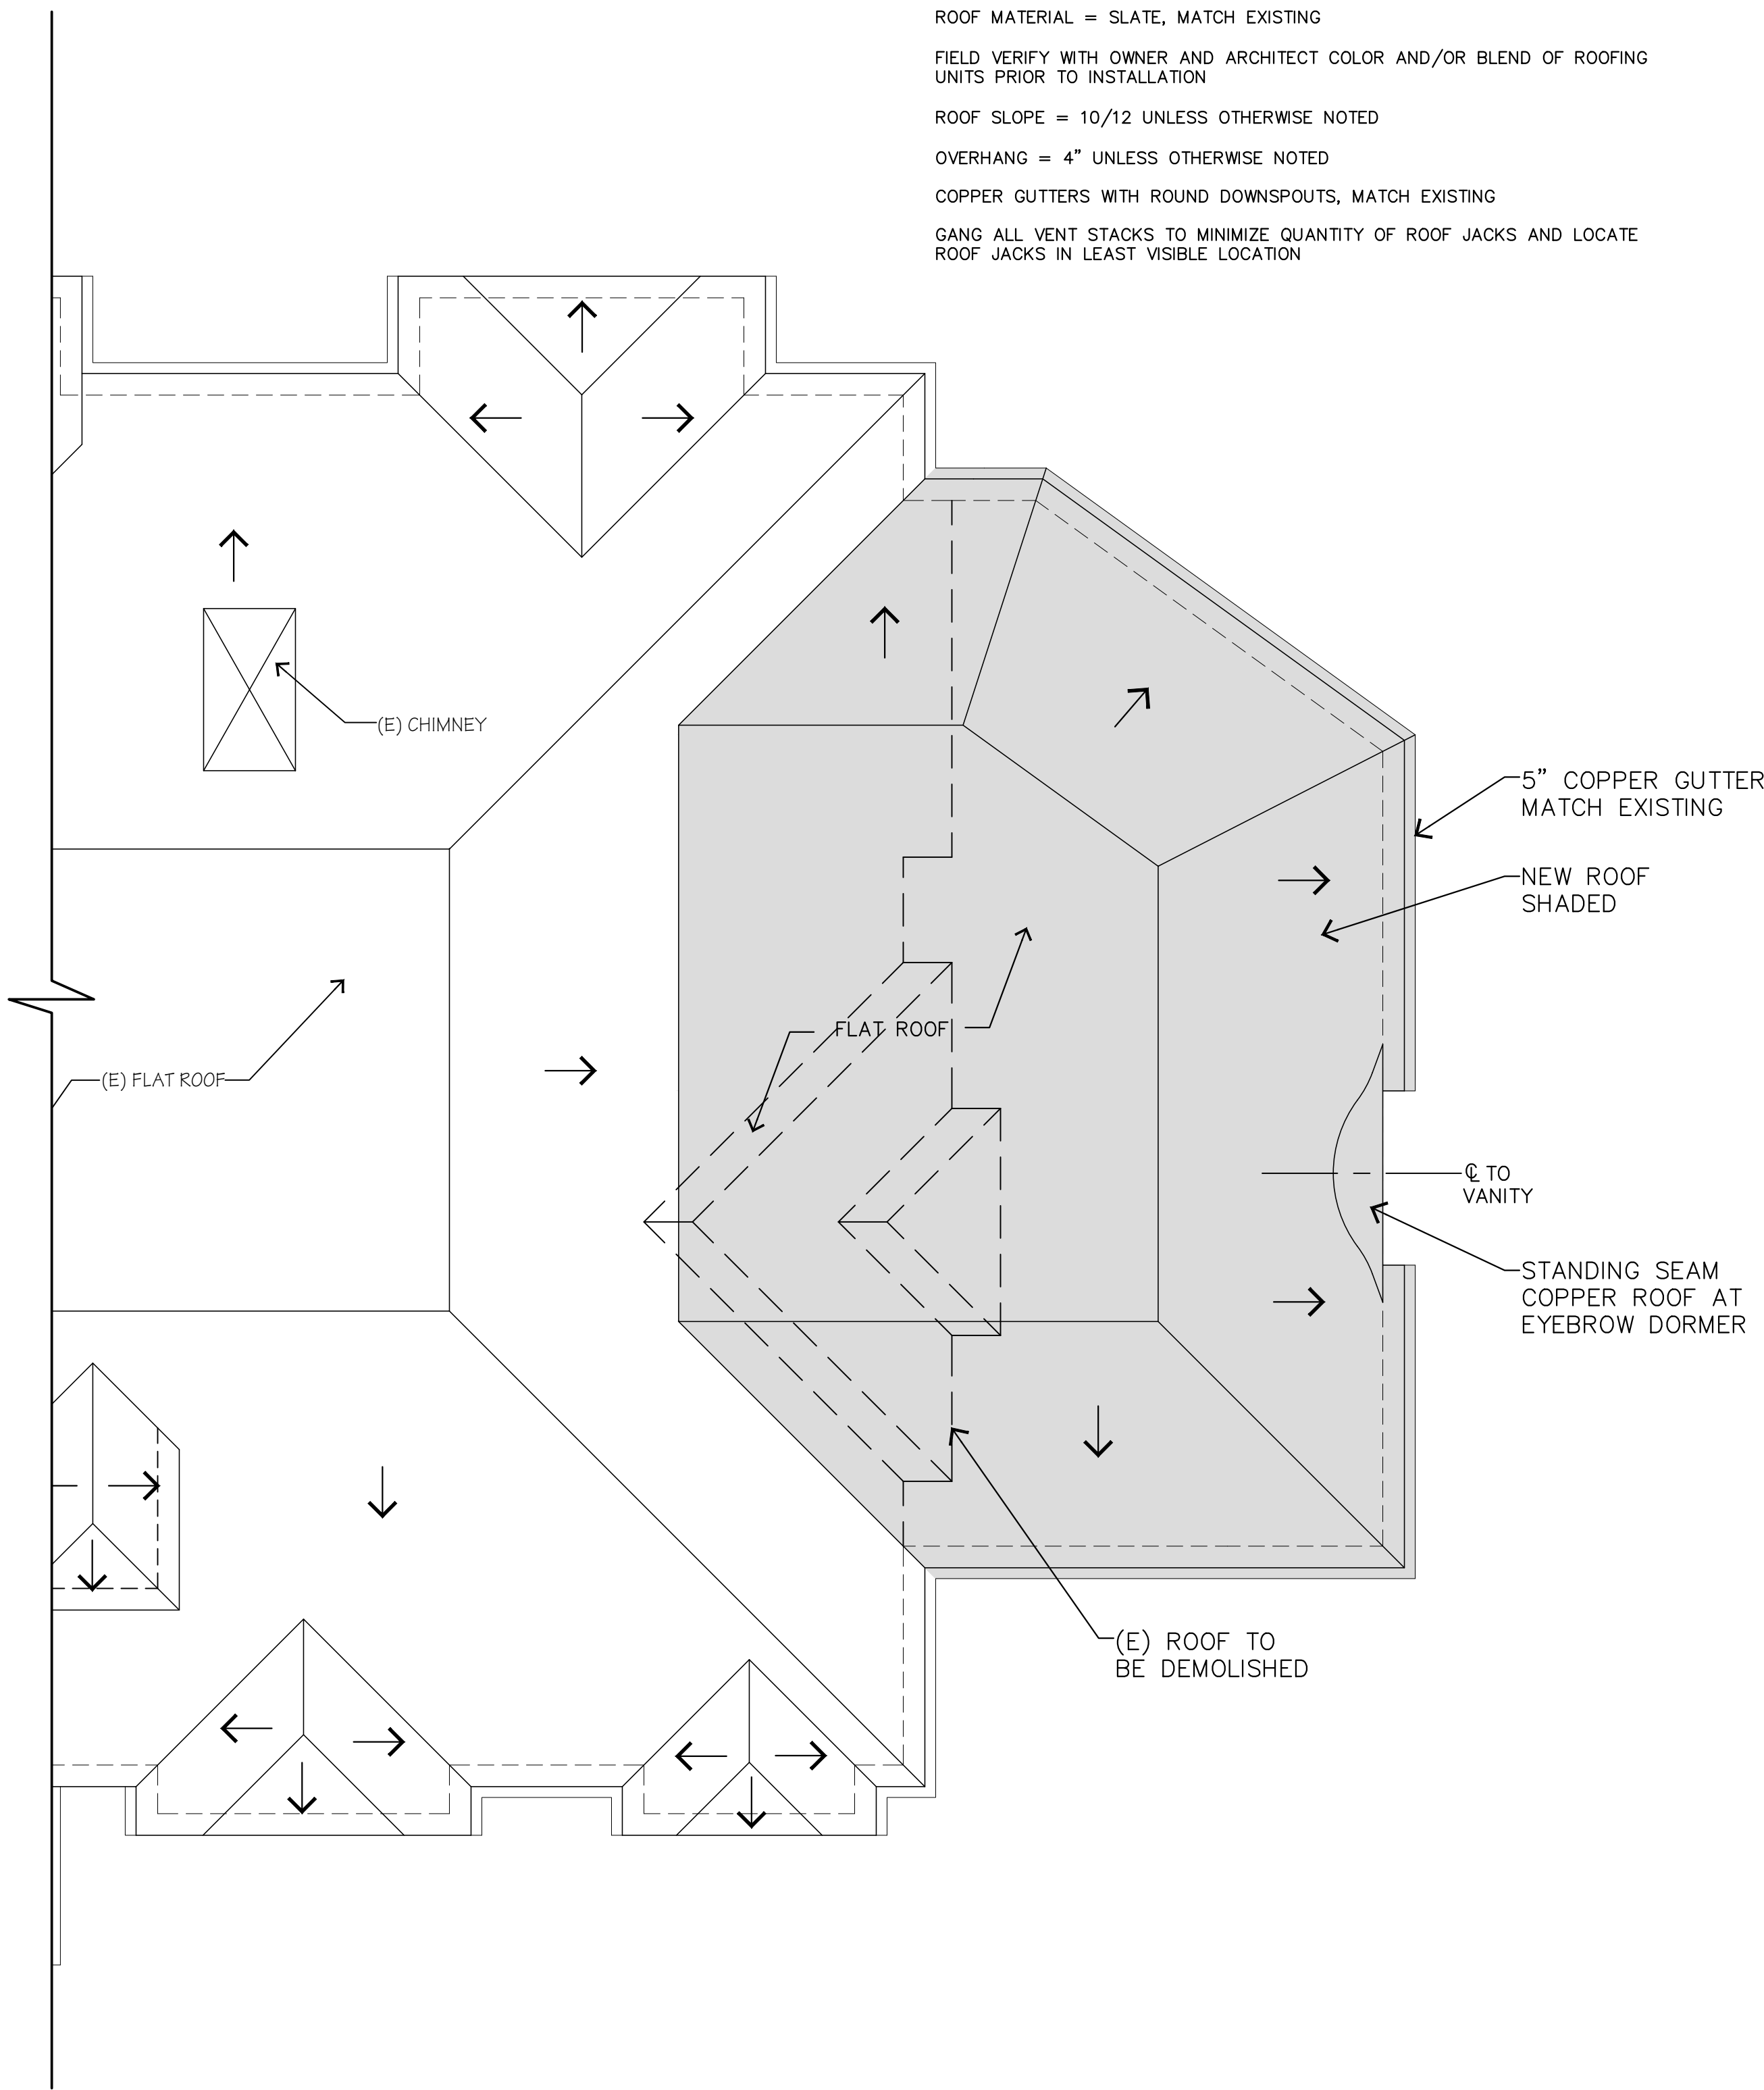 ROOF MATERIAL = SLATE, MATCH EXISTING
FIELD VERIFY WITH OWNER AND ARCHITECT COLOR AND/OR BLEND OF ROOFING
UNITS PRIOR TO INSTALLATION
ROOF SLOPE = 10/12 UNLESS OTHERWISE NOTED
OVERHANG = 4" UNLESS OTHERWISE NOTED
COPPER GUTTERS WITH ROUND DOWNSPOUTS, MATCH EXISTING
GANG ALL VENT STACKS TO MINIMIZE QUANTITY OF ROOF JACKS AND LOCATE
ROOF JACKS IN LEAST VISIBLE LOCATION
(E) CHIMNEY
5" COPPER GUTTER
MATCH EXISTING
NEW ROOF
SHADED
FLAT ROOF
(E) FLAT ROOF
℄ TO
VANITY
STANDING SEAM
COPPER ROOF AT
EYEBROW DORMER
(E) ROOF TO
BE DEMOLISHED